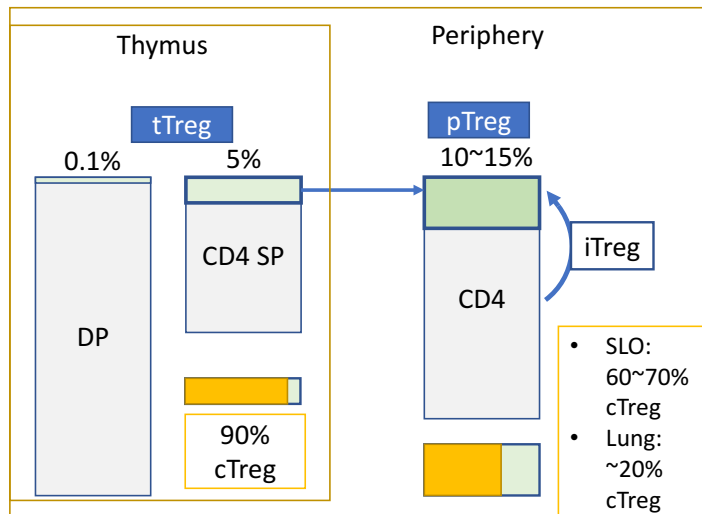 Thymus
Periphery
tTreg
pTreg
0.1%
5%
10~15%
CD4 SP
iTreg
DP
CD4
90%
cTreg
• SLO:
60~70%
cTreg
• Lung:
~20%
cTreg